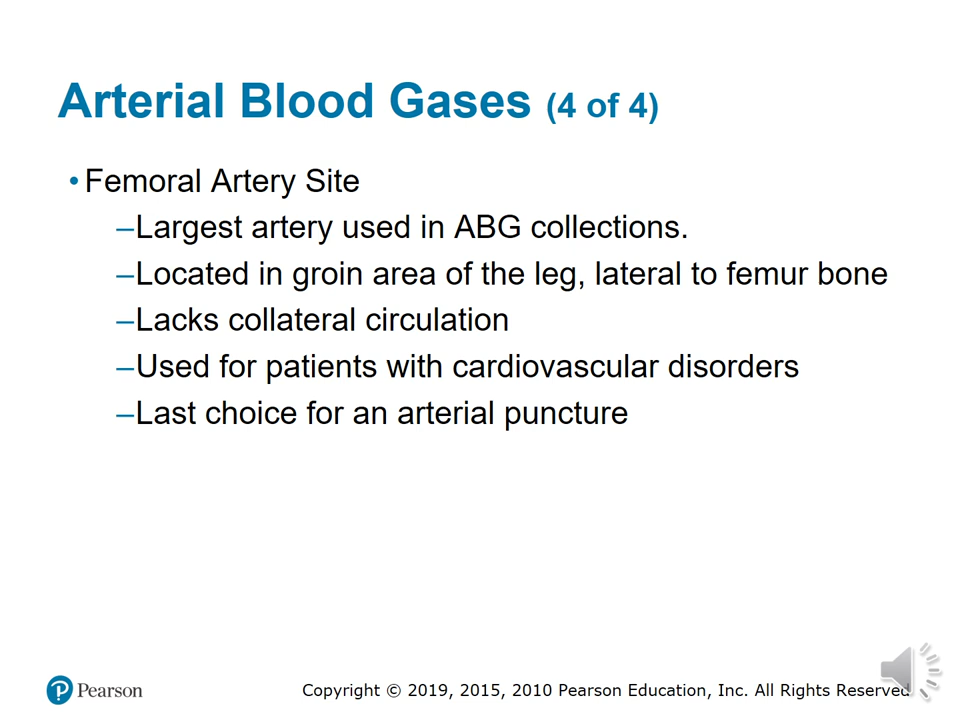 Arterial Blood Gases (4 of 4)
• Femoral Artery Site
–Largest artery used in ABG collections.
–Located in groin area of the leg, lateral to femur bone
–Lacks collateral circulation
–Used for patients with cardiovascular disorders
–Last choice for an arterial puncture
P Pearson
Copyright © 2019, 2015, 2010 Pearson Education, Inc. All Rights Reserved